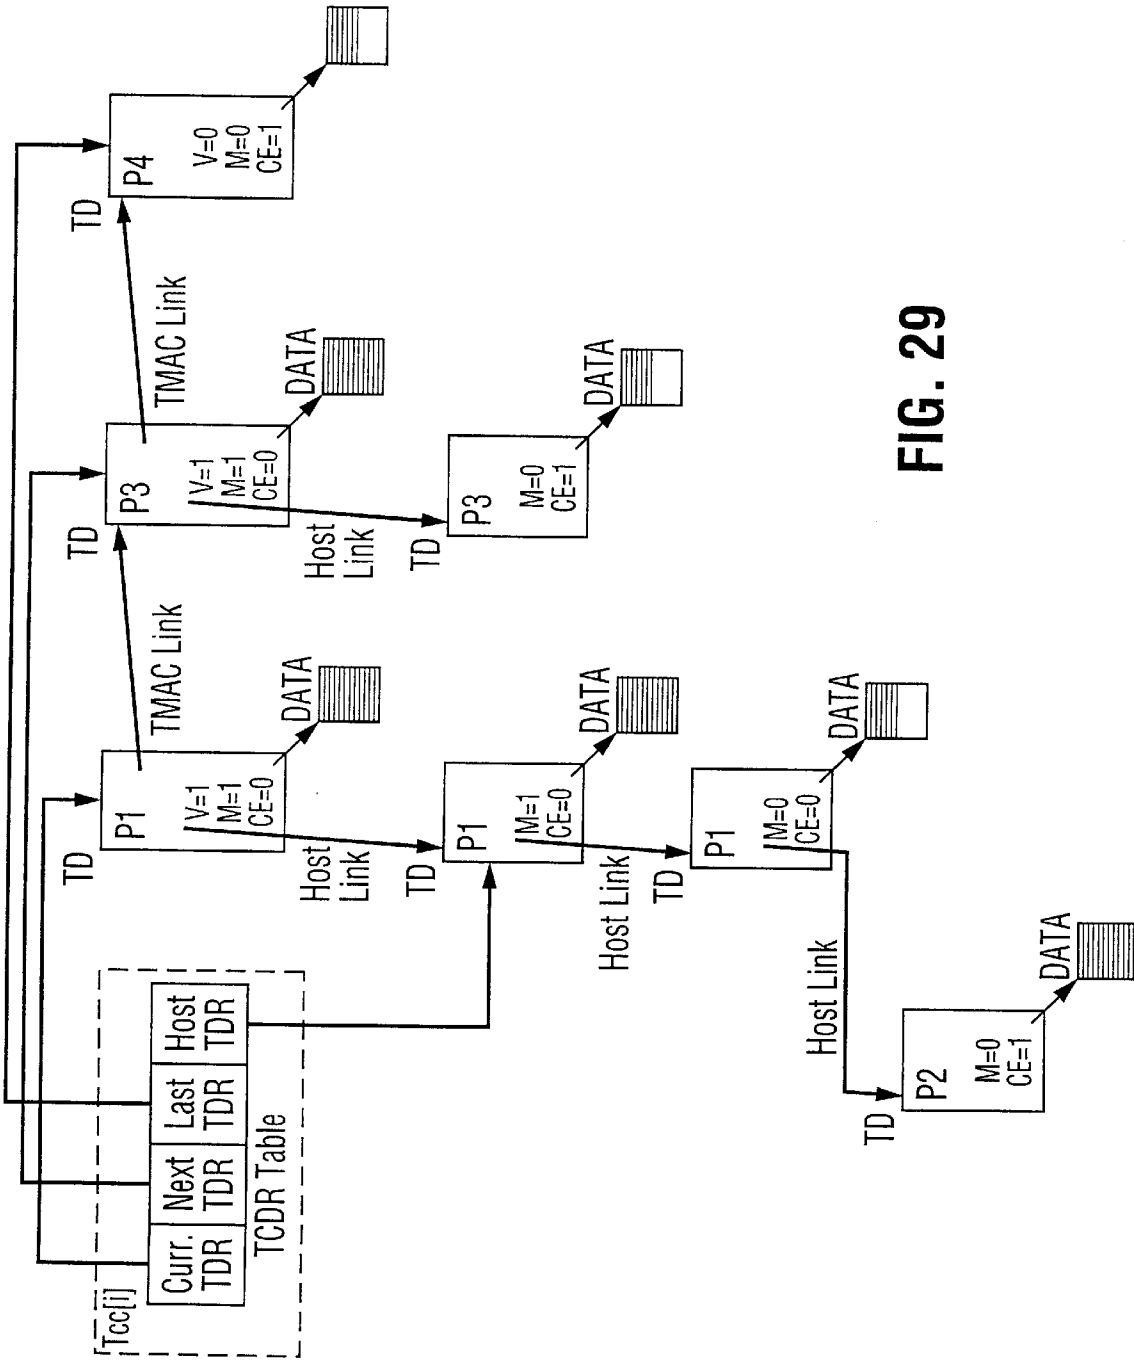 Tcc[i]
Curr.
TDR
Next
TDR
Last
TDR
Host
TDR
TCDR Table
TD
P1
V=1
M=1
CE=0
DATA
TMAC Link
TD
P3
V=1
M=1
CE=0
DATA
TMAC Link
TD
P4
V=0
M=0
CE=1
Host
Link
TD
P1
M=1
CE=0
DATA
Host
Link
TD
P3
M=0
CE=1
DATA
Host Link
TD
P1
M=0
CE=0
DATA
Host Link
TD
P2
M=0
CE=1
DATA
FIG. 29